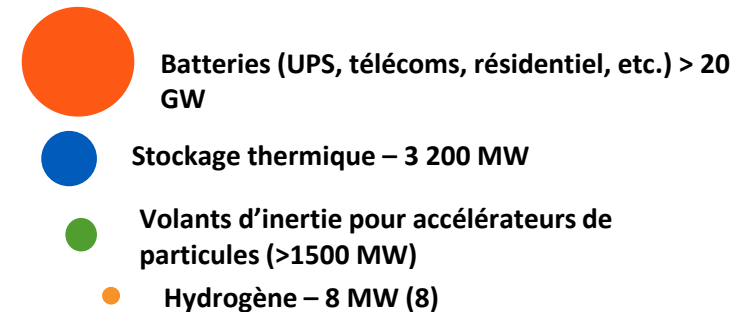 Batteries (UPS, télécoms, résidentiel, etc.) > 20
GW
Stockage thermique – 3 200 MW
Volants d’inertie pour accélérateurs de
particules (>1500 MW)
Hydrogène – 8 MW (8)